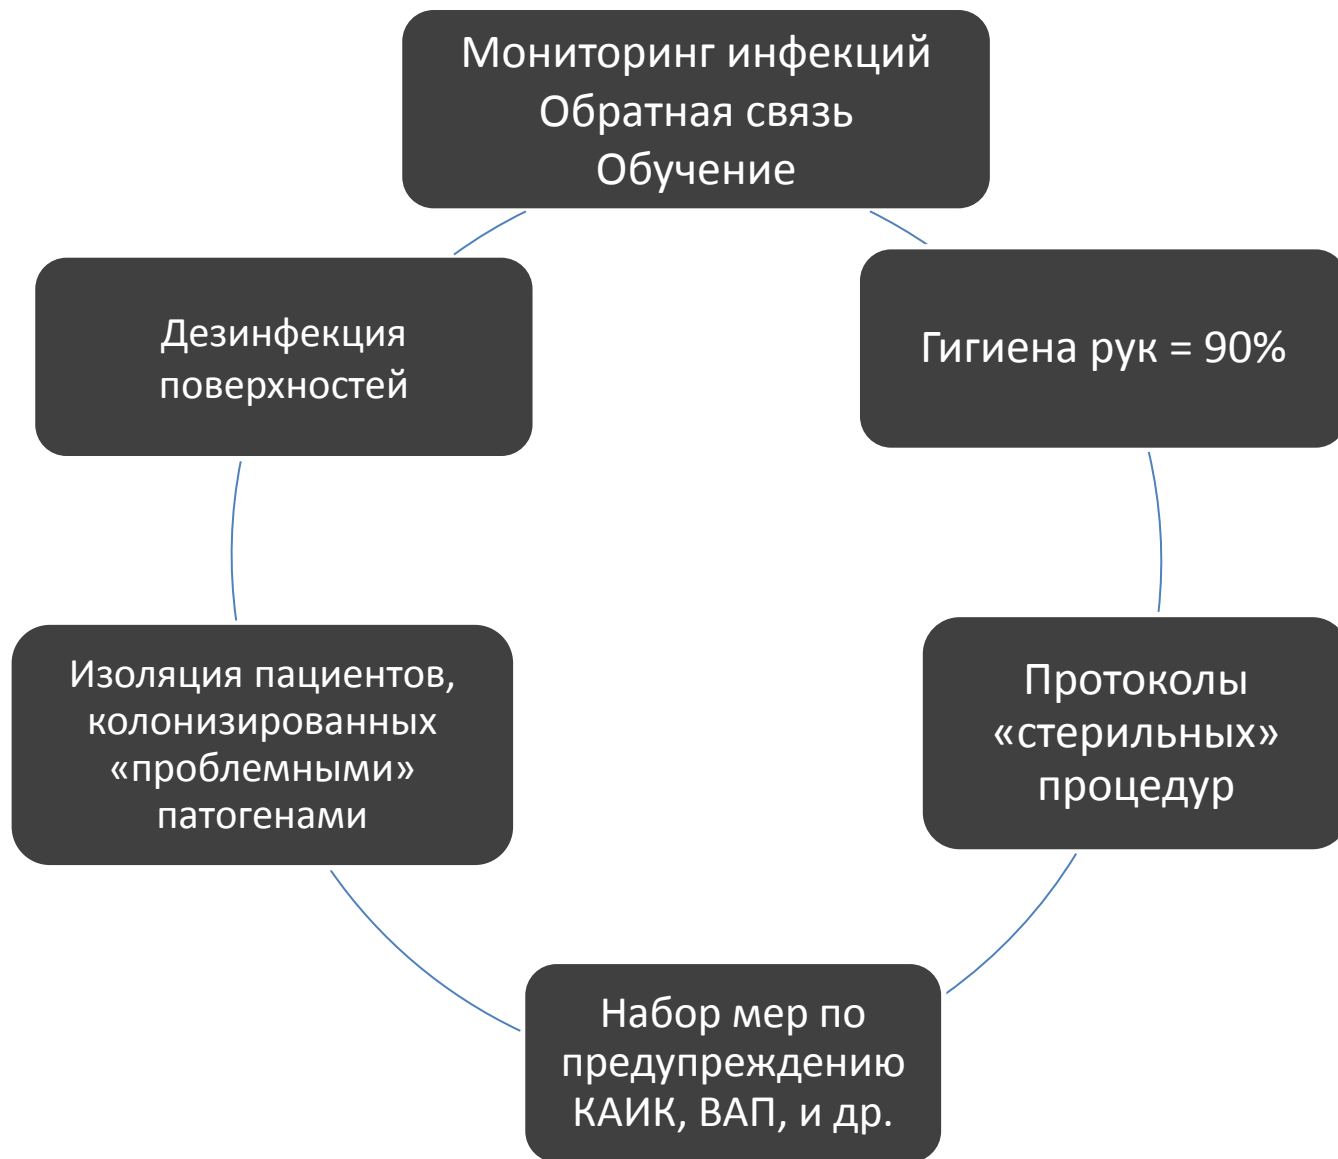 Мониторинг инфекций
Обратная связь
Обучение
Дезинфекция
поверхностей
Гигиена рук = 90%
Изоляция пациентов,
колонизированных
«проблемными»
патогенами
Протоколы
«стерильных»
процедур
Набор мер по
предупреждению
КАИК, ВАП, и др.